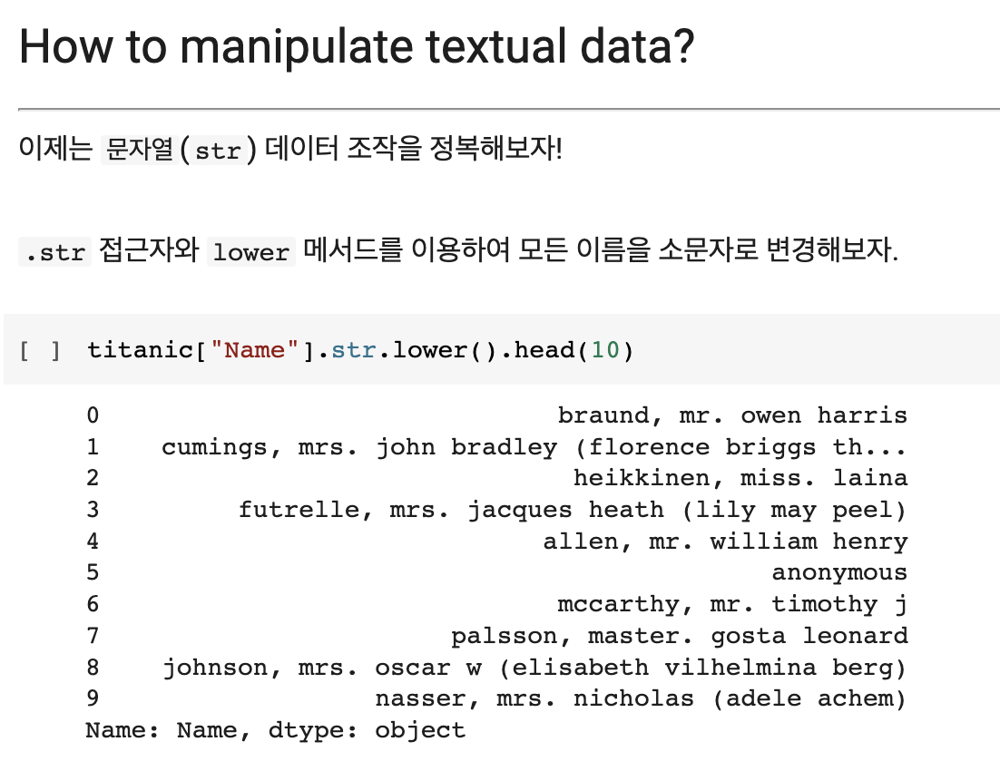 How to manipulate textual data?
이제는 문자열(str) 데이터 조작을 정복해보자!
.str 접근자와 lower 메서드를 이용하여 모든 이름을 소문자로 변경해보자.
[ ] titanic["Name"].str.lower().head(10)
0 braund, mr. owen harris
1 cumings, mrs. john bradley (florence briggs th...
2 heikkinen, miss. laina
3 futrelle, mrs. jacques heath (lily may peel)
4 allen, mr. william henry
5 anonymous
6 mccarthy, mr. timothy j
7 palsson, master. gosta leonard
8 johnson, mrs. oscar w (elisabeth vilhelmina berg)
9 nasser, mrs. nicholas (adele achem)
Name: Name, dtype: object